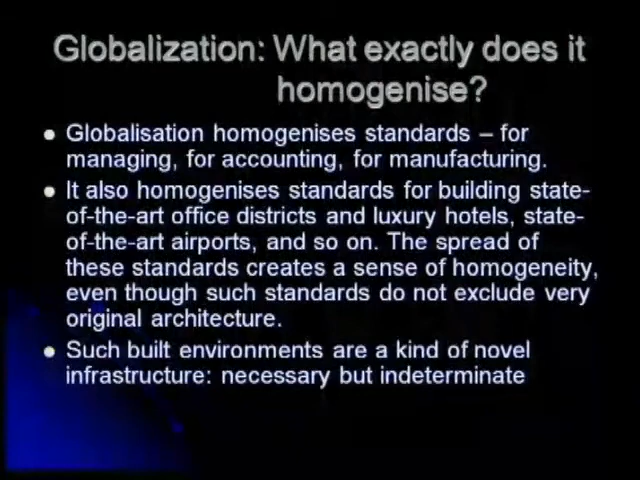 Globalization: What exactly does it
homogenise?
● Globalisation homogenises standards – for
managing, for accounting, for manufacturing.
● It also homogenises standards for building state-
of-the-art office districts and luxury hotels, state-
of-the-art airports, and so on. The spread of
these standards creates a sense of homogeneity,
even though such standards do not exclude very
original architecture.
● Such built environments are a kind of novel
infrastructure: necessary but indeterminate